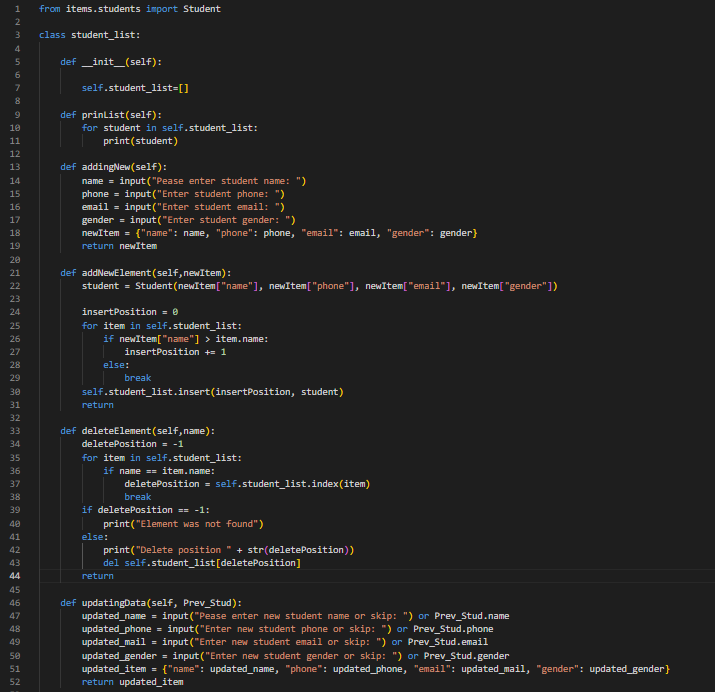 1 from items.students import Student
2
3 class student_list:
4
5     def __init__(self):
6
7         self.student_list=[]
8
9     def prinList(self):
10         for student in self.student_list:
11             print(student)
12
13     def addingNew(self):
14         name = input("Pease enter student name: ")
15         phone = input("Enter student phone: ")
16         email = input("Enter student email: ")
17         gender = input("Enter student gender: ")
18         newItem = {"name": name, "phone": phone, "email": email, "gender": gender}
19         return newItem
20
21     def addNewElement(self,newItem):
22         student = Student(newItem["name"], newItem["phone"], newItem["email"], newItem["gender"])
23
24         insertPosition = 0
25         for item in self.student_list:
26             if newItem["name"] > item.name:
27                 insertPosition += 1
28             else:
29                 break
30         self.student_list.insert(insertPosition, student)
31         return
32
33     def deleteElement(self,name):
34         deletePosition = -1
35         for item in self.student_list:
36             if name == item.name:
37                 deletePosition = self.student_list.index(item)
38                 break
39         if deletePosition == -1:
40             print("Element was not found")
41         else:
42             print("Delete position " + str(deletePosition))
43             del self.student_list[deletePosition]
44         return
45
46     def updatingData(self, Prev_Stud):
47         updated_name = input("Pease enter new student name or skip: ") or Prev_Stud.name
48         updated_phone = input("Enter new student phone or skip: ") or Prev_Stud.phone
49         updated_mail = input("Enter new student email or skip: ") or Prev_Stud.email
50         updated_gender = input("Enter new student gender or skip: ") or Prev_Stud.gender
51         updated_item = {"name": updated_name, "phone": updated_phone, "email": updated_mail, "gender": updated_gender}
52         return updated_item